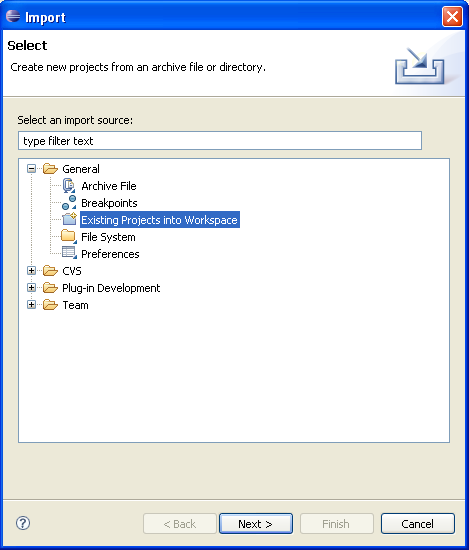 Import
Select
Create new projects from an archive file or directory.
Select an import source:
type filter text
General
Archive File
Breakpoints
Existing Projects into Workspace
File System
Preferences
CVS
Plug-in Development
Team
? < Back Next > Finish Cancel